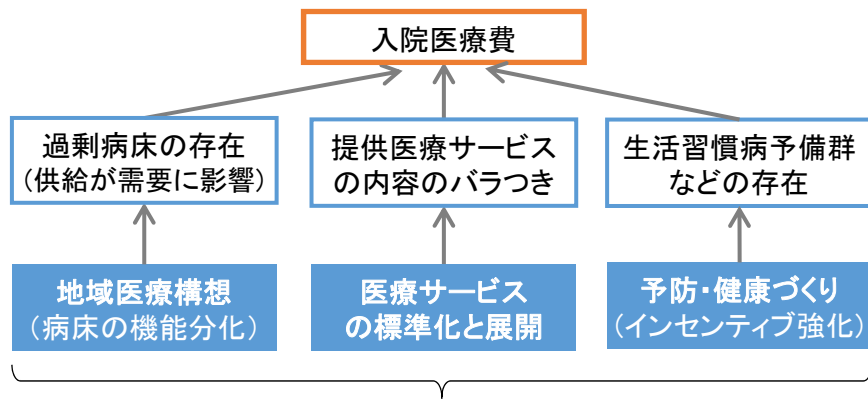 入院医療費
過剰病床の存在
（供給が需要に影響）
提供医療サービス
の内容のバラつき
生活習慣病予備群
などの存在
地域医療構想
（病床の機能分化）
医療サービス
の標準化と展開
予防・健康づくり
（インセンティブ強化）